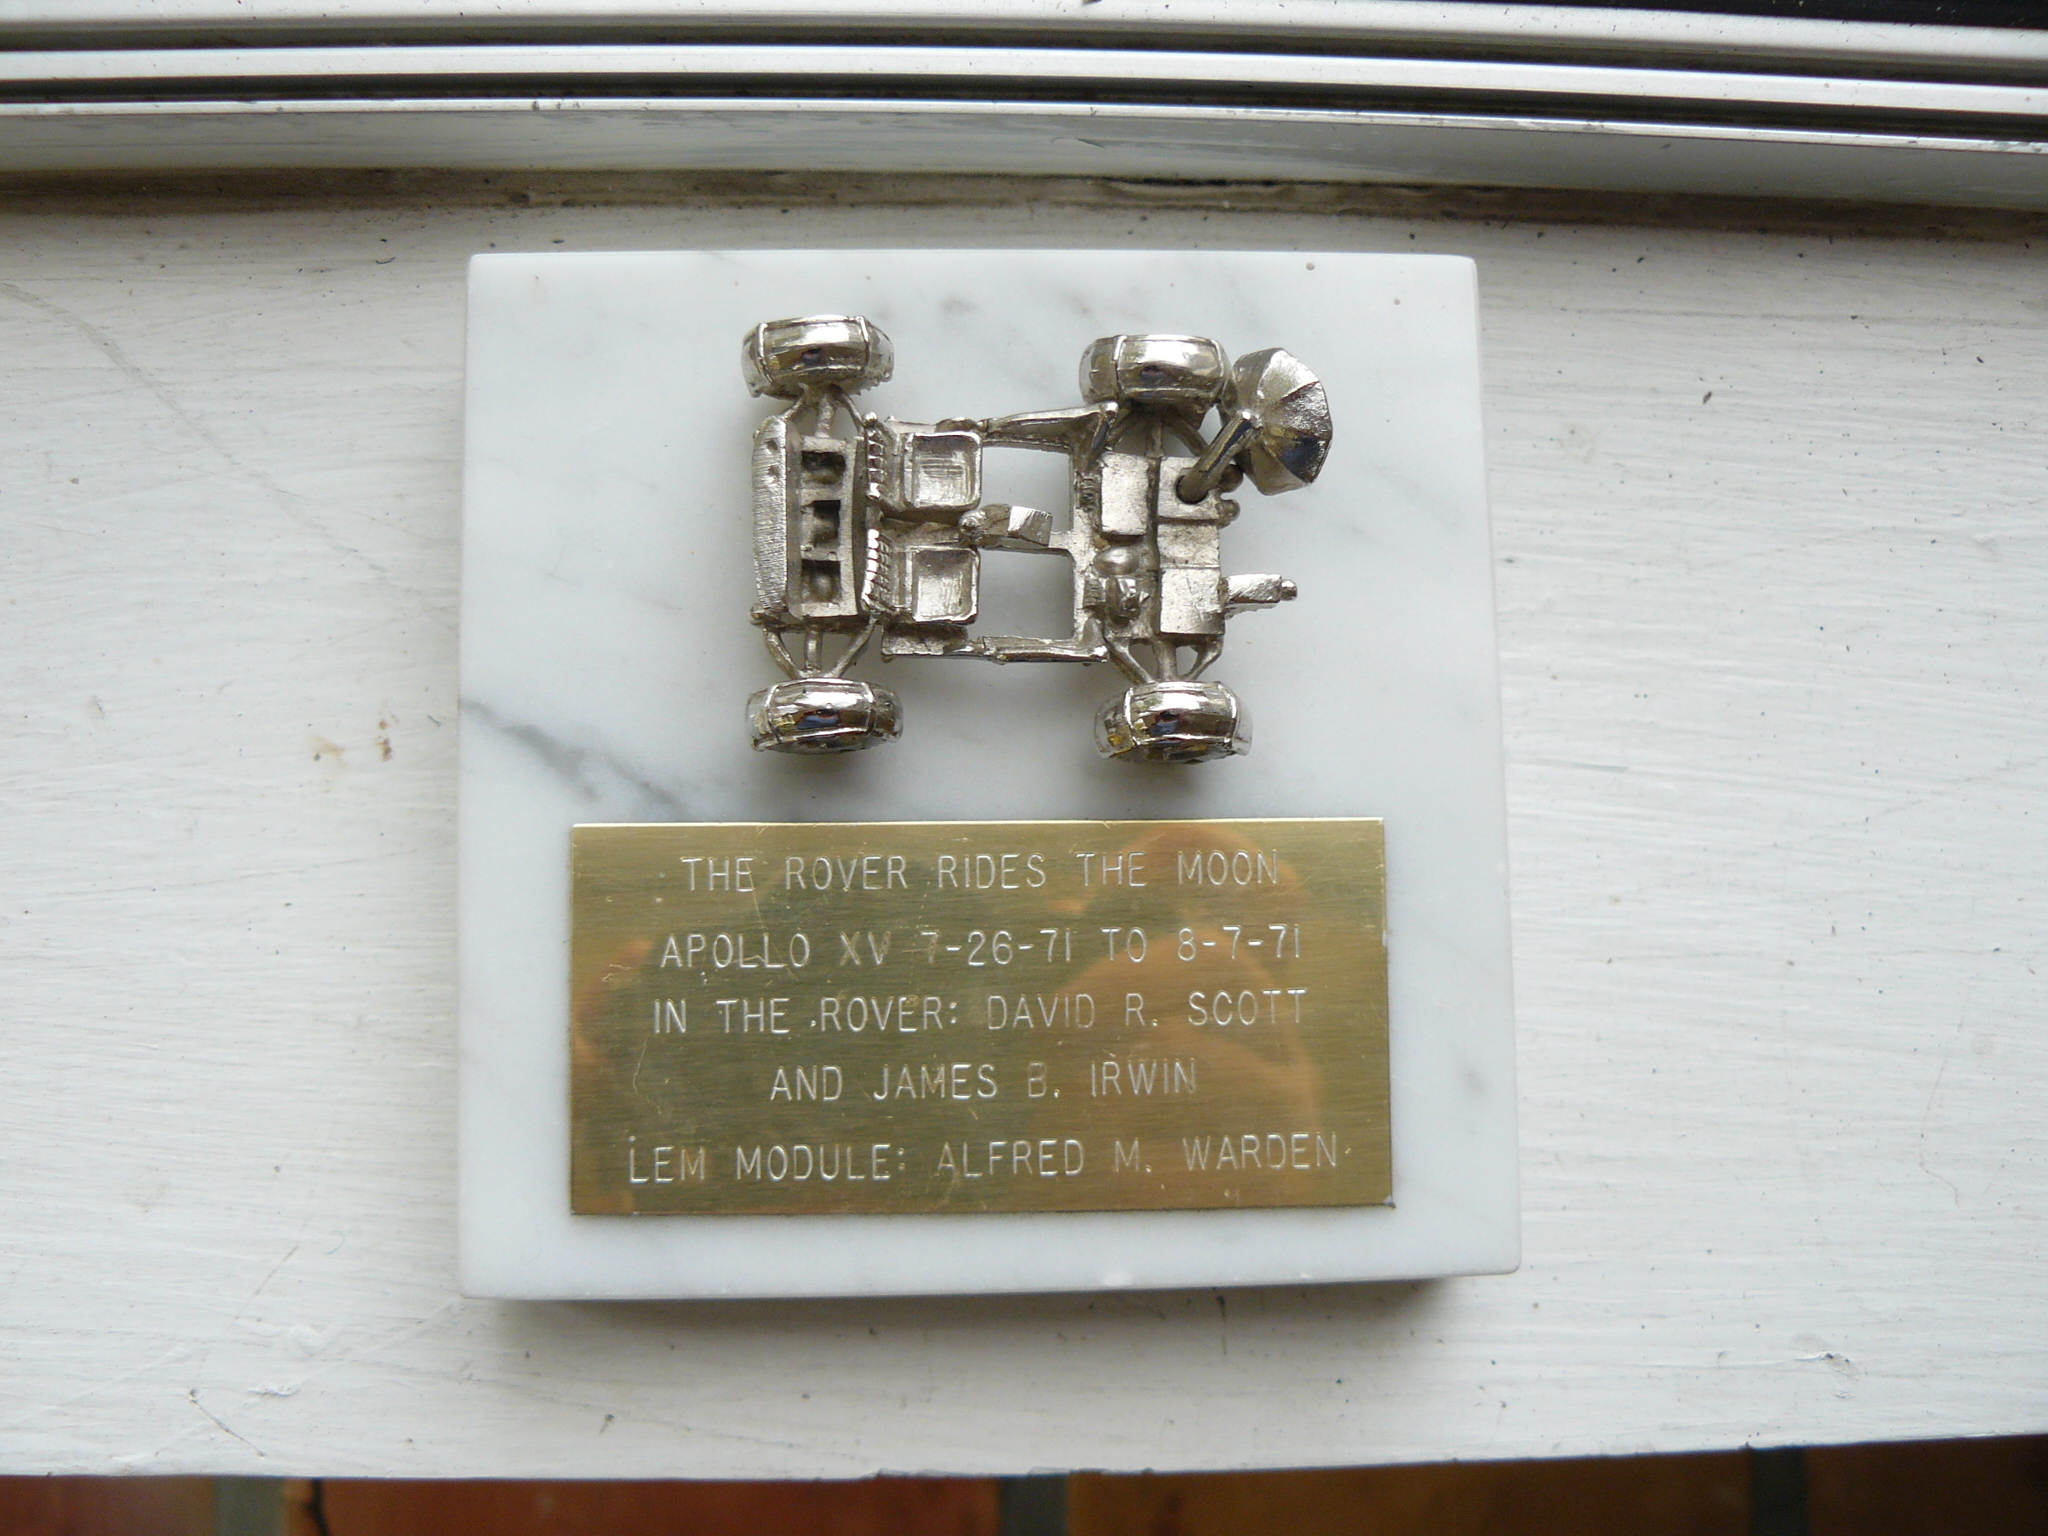 THE ROVER RIDES THE MOON
APOLLO XV 7-26-71 TO 8-7-71
IN THE ROVER: DAVID R. SCOTT
AND JAMES B. IRWIN
LEM MODULE: ALFRED M. WARDEN